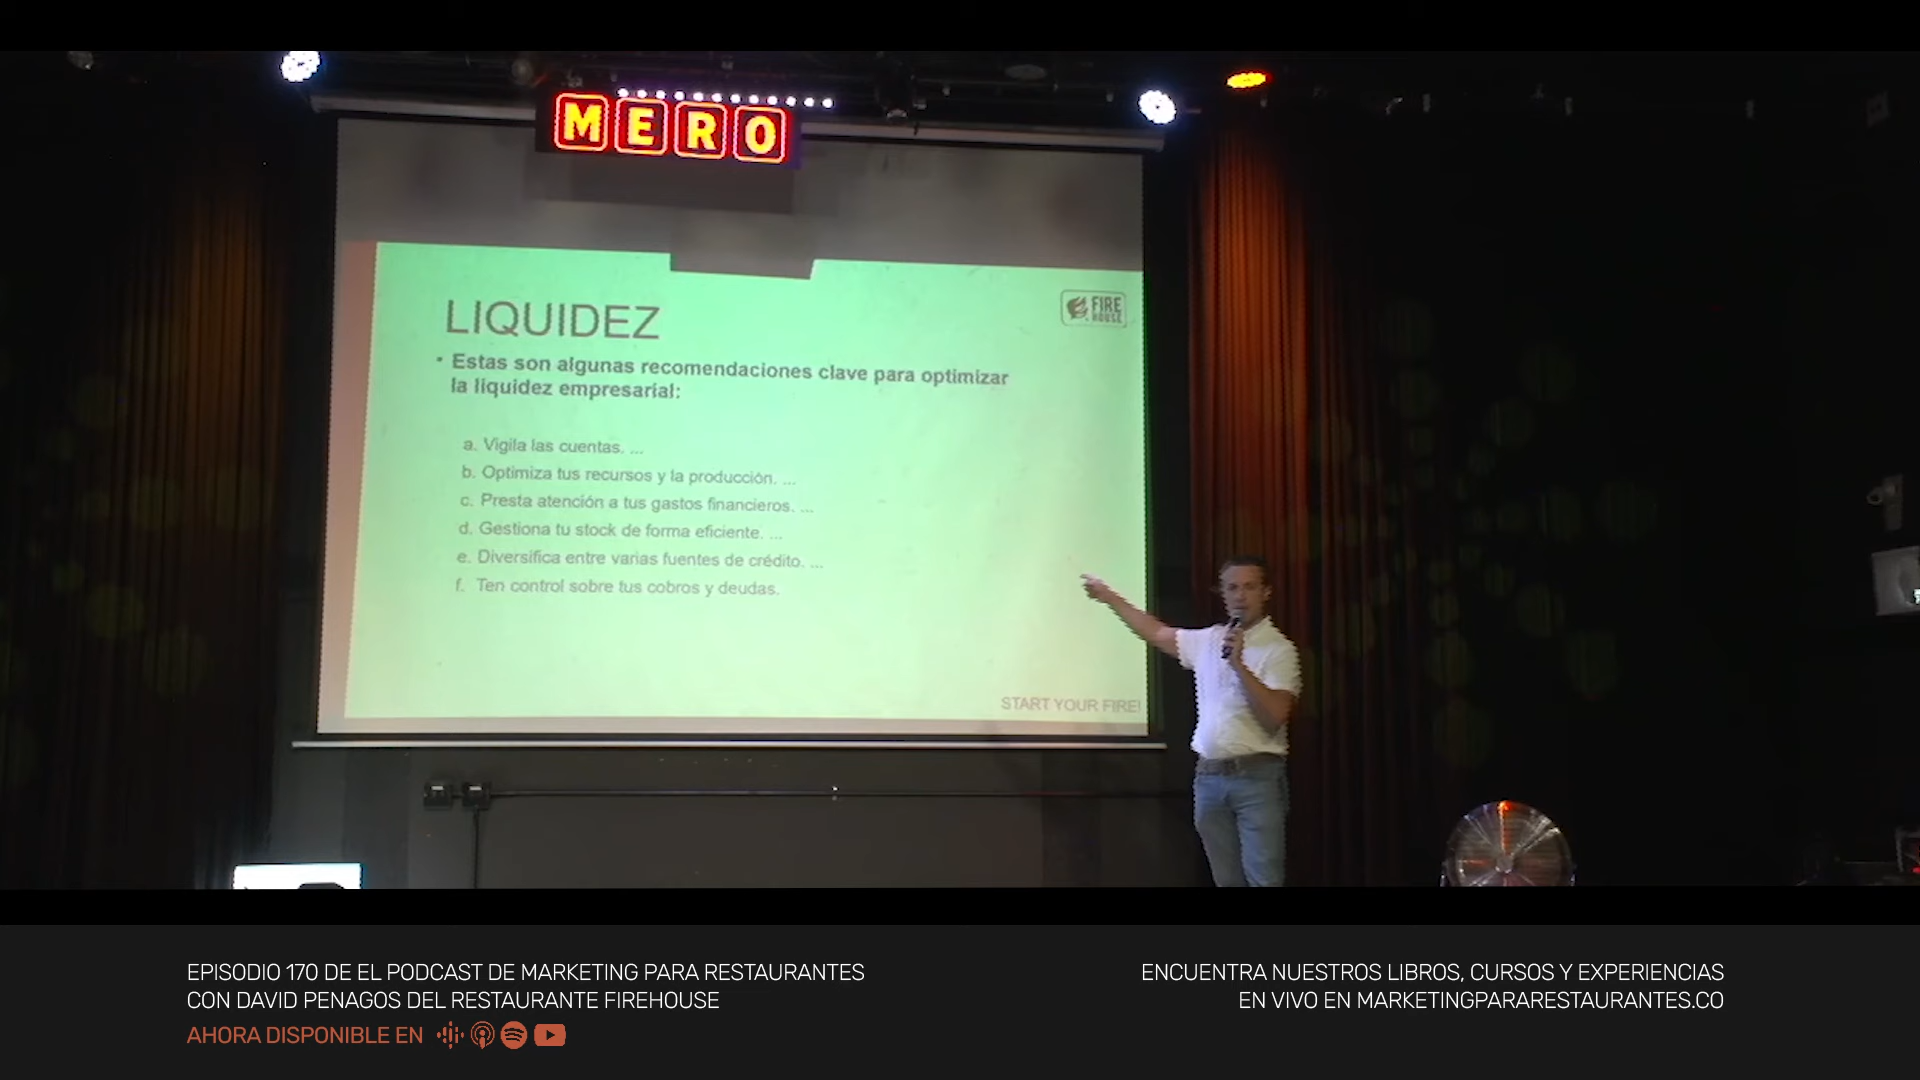 MERO
FIRE
HOUSE
LIQUIDEZ
▪ Estas son algunas recomendaciones clave para optimizar
la liquidez empresarial:
a. Vigila las cuentas. ...
b. Optimiza tus recursos y la producción. ...
c. Presta atención a tus gastos financieros. ...
d. Gestiona tu stock de forma eficiente. ...
e. Diversifica entre varias fuentes de crédito. ...
f. Ten control sobre tus cobros y deudas.
START YOUR FIRE!
EPISODIO 170 DE EL PODCAST DE MARKETING PARA RESTAURANTES
CON DAVID PENAGOS DEL RESTAURANTE FIREHOUSE
AHORA DISPONIBLE EN
ENCUENTRA NUESTROS LIBROS, CURSOS Y EXPERIENCIAS
EN VIVO EN MARKETINGPARARESTAURANTES.CO